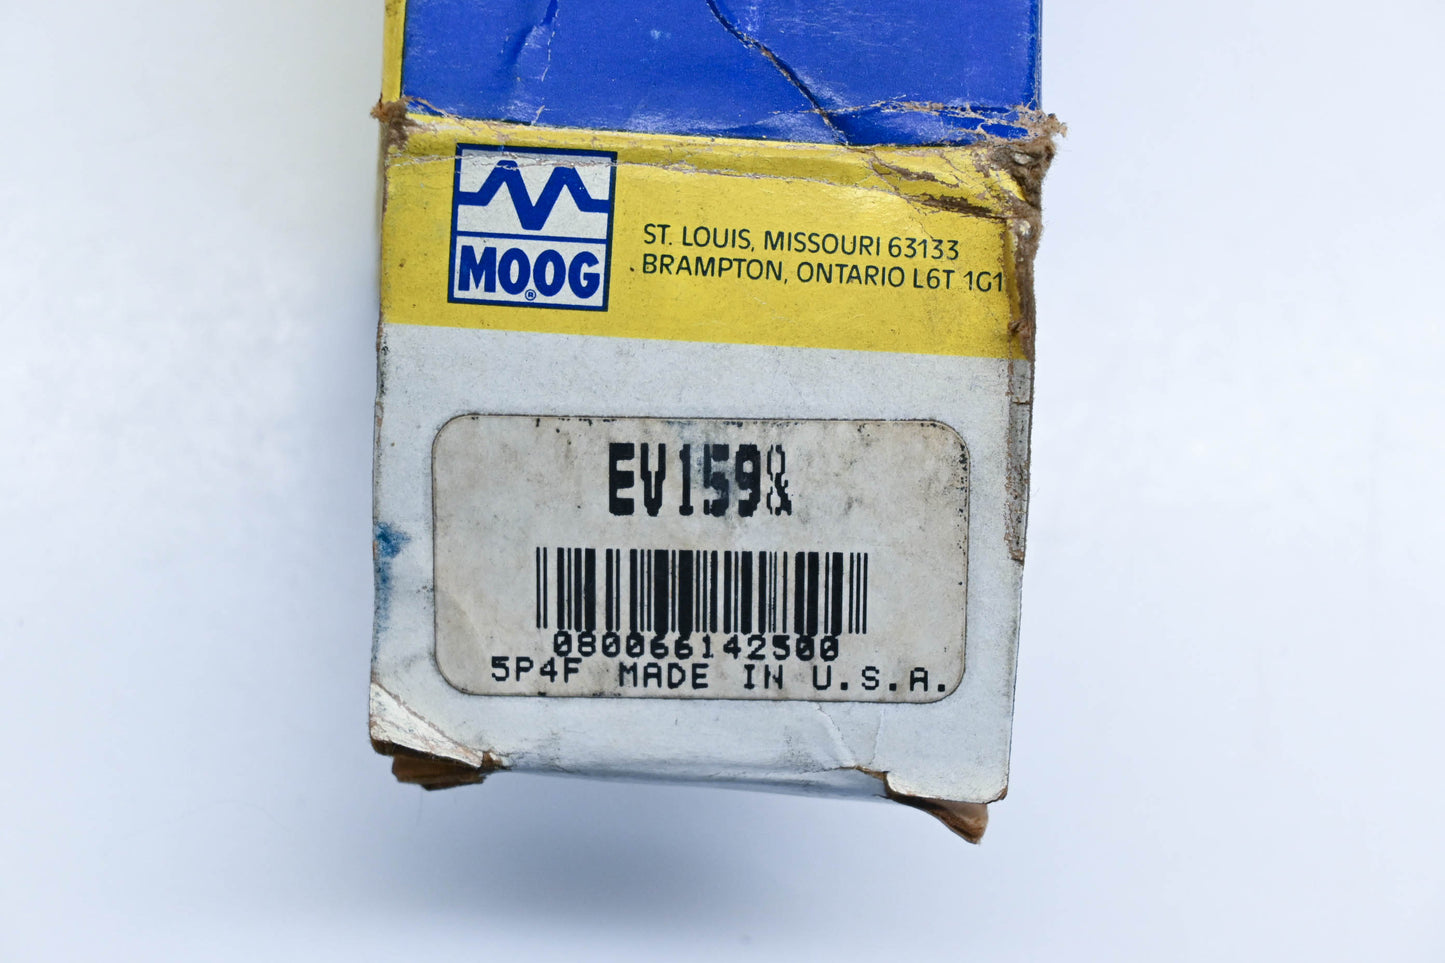 MOOG
®
ST. LOUIS, MISSOURI 63133
BRAMPTON, ONTARIO L6T 1G1
EV159&
080066142500
5P4F MADE IN U.S.A.